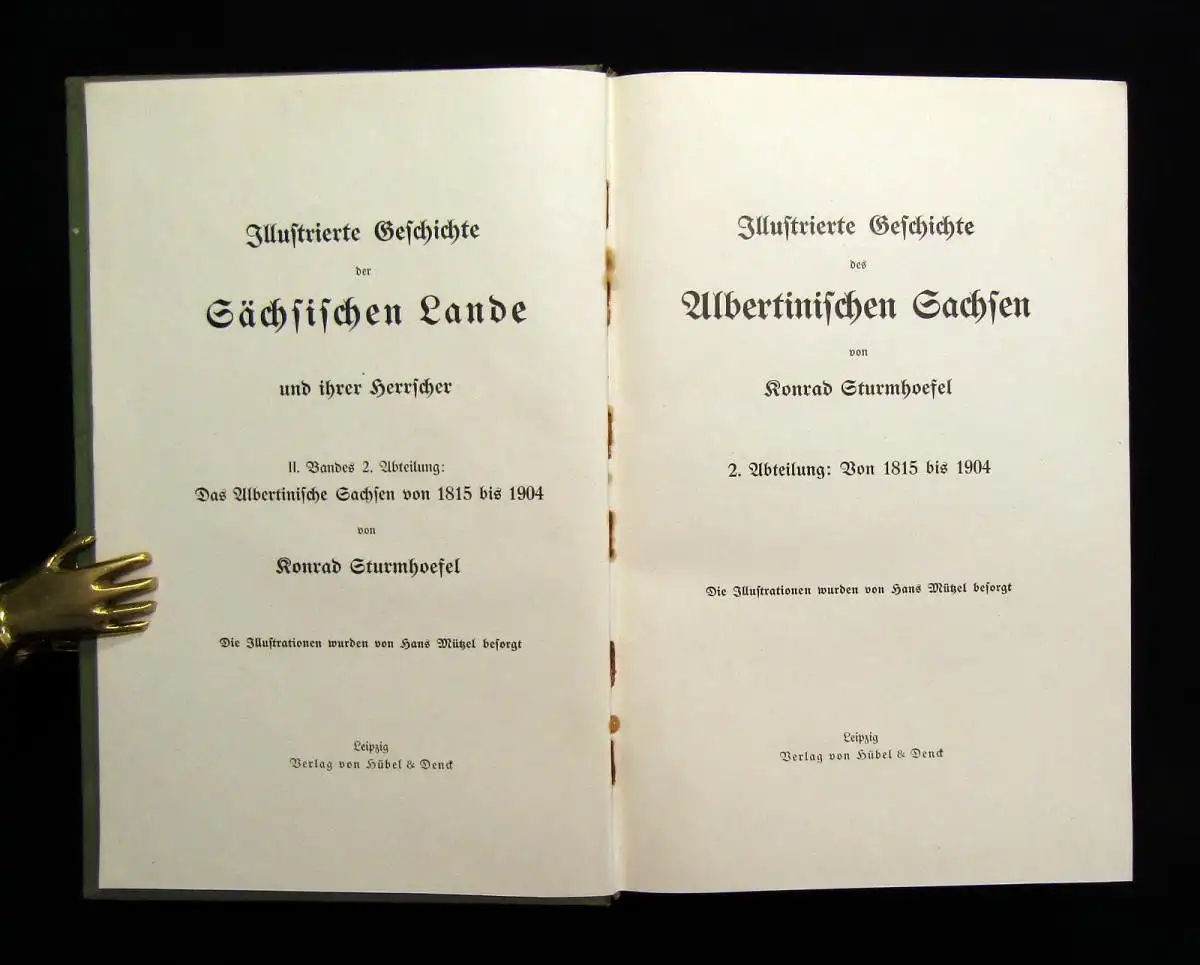 Illuſtrierte Geſchichte
der
Sächſiſchen Lande
und ihrer Herrſcher
II. Bandes 2. Abteilung:
Das Albertiniſche Sachſen von 1815 bis 1904
von
Konrad Sturmhoefel
Die Illuſtrationen wurden von Hans Mützel beſorgt
Leipzig
Verlag von Hübel & Denck
Illuſtrierte Geſchichte
des
Albertiniſchen Sachſen
von
Konrad Sturmhoefel
2. Abteilung: Von 1815 bis 1904
Die Illuſtrationen wurden von Hans Mützel beſorgt
Leipzig
Verlag von Hübel & Denck